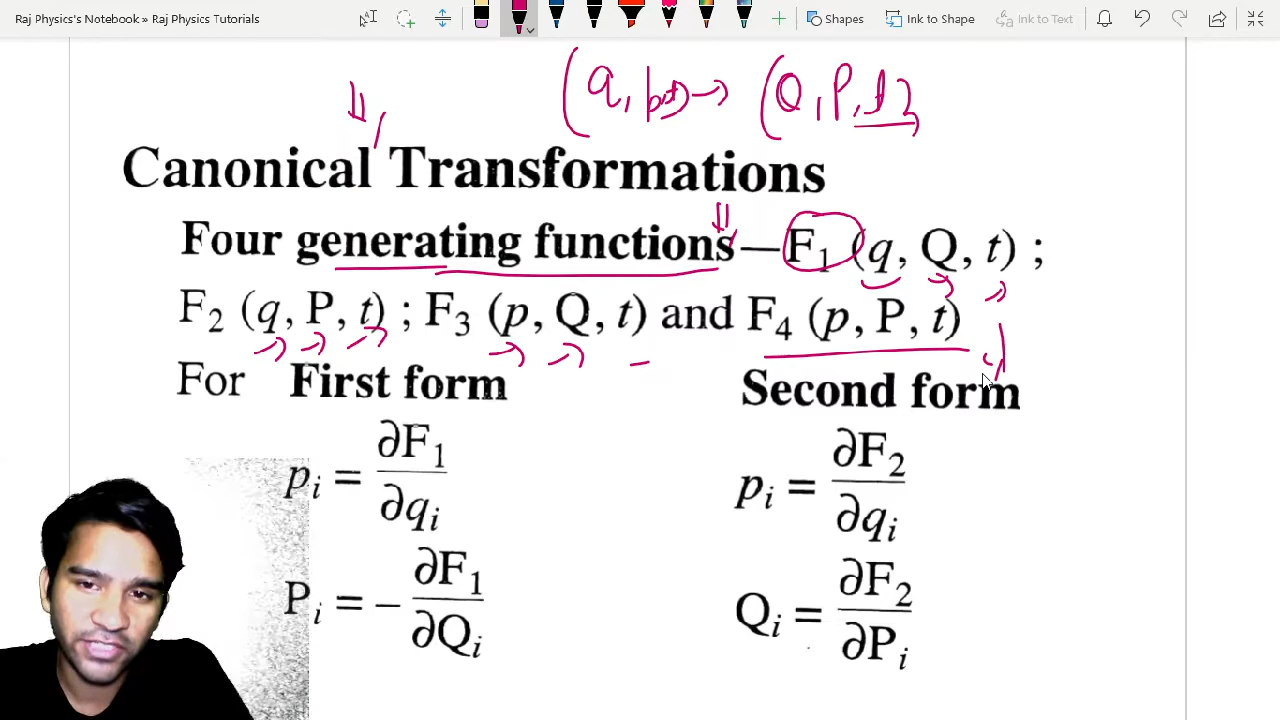 Raj Physics's Notebook » Raj Physics Tutorials
Shapes Ink to Shape Ink to Text
(q, p, t) → (Q, P, t)
Canonical Transformations
Four generating functions—F₁ (q, Q, t) ;
F₂ (q, P, t) ; F₃ (p, Q, t) and F₄ (p, P, t)
For First form Second form
pᵢ = ∂F₁/∂qᵢ pᵢ = ∂F₂/∂qᵢ
Pᵢ = – ∂F₁/∂Qᵢ Qᵢ = ∂F₂/∂Pᵢ